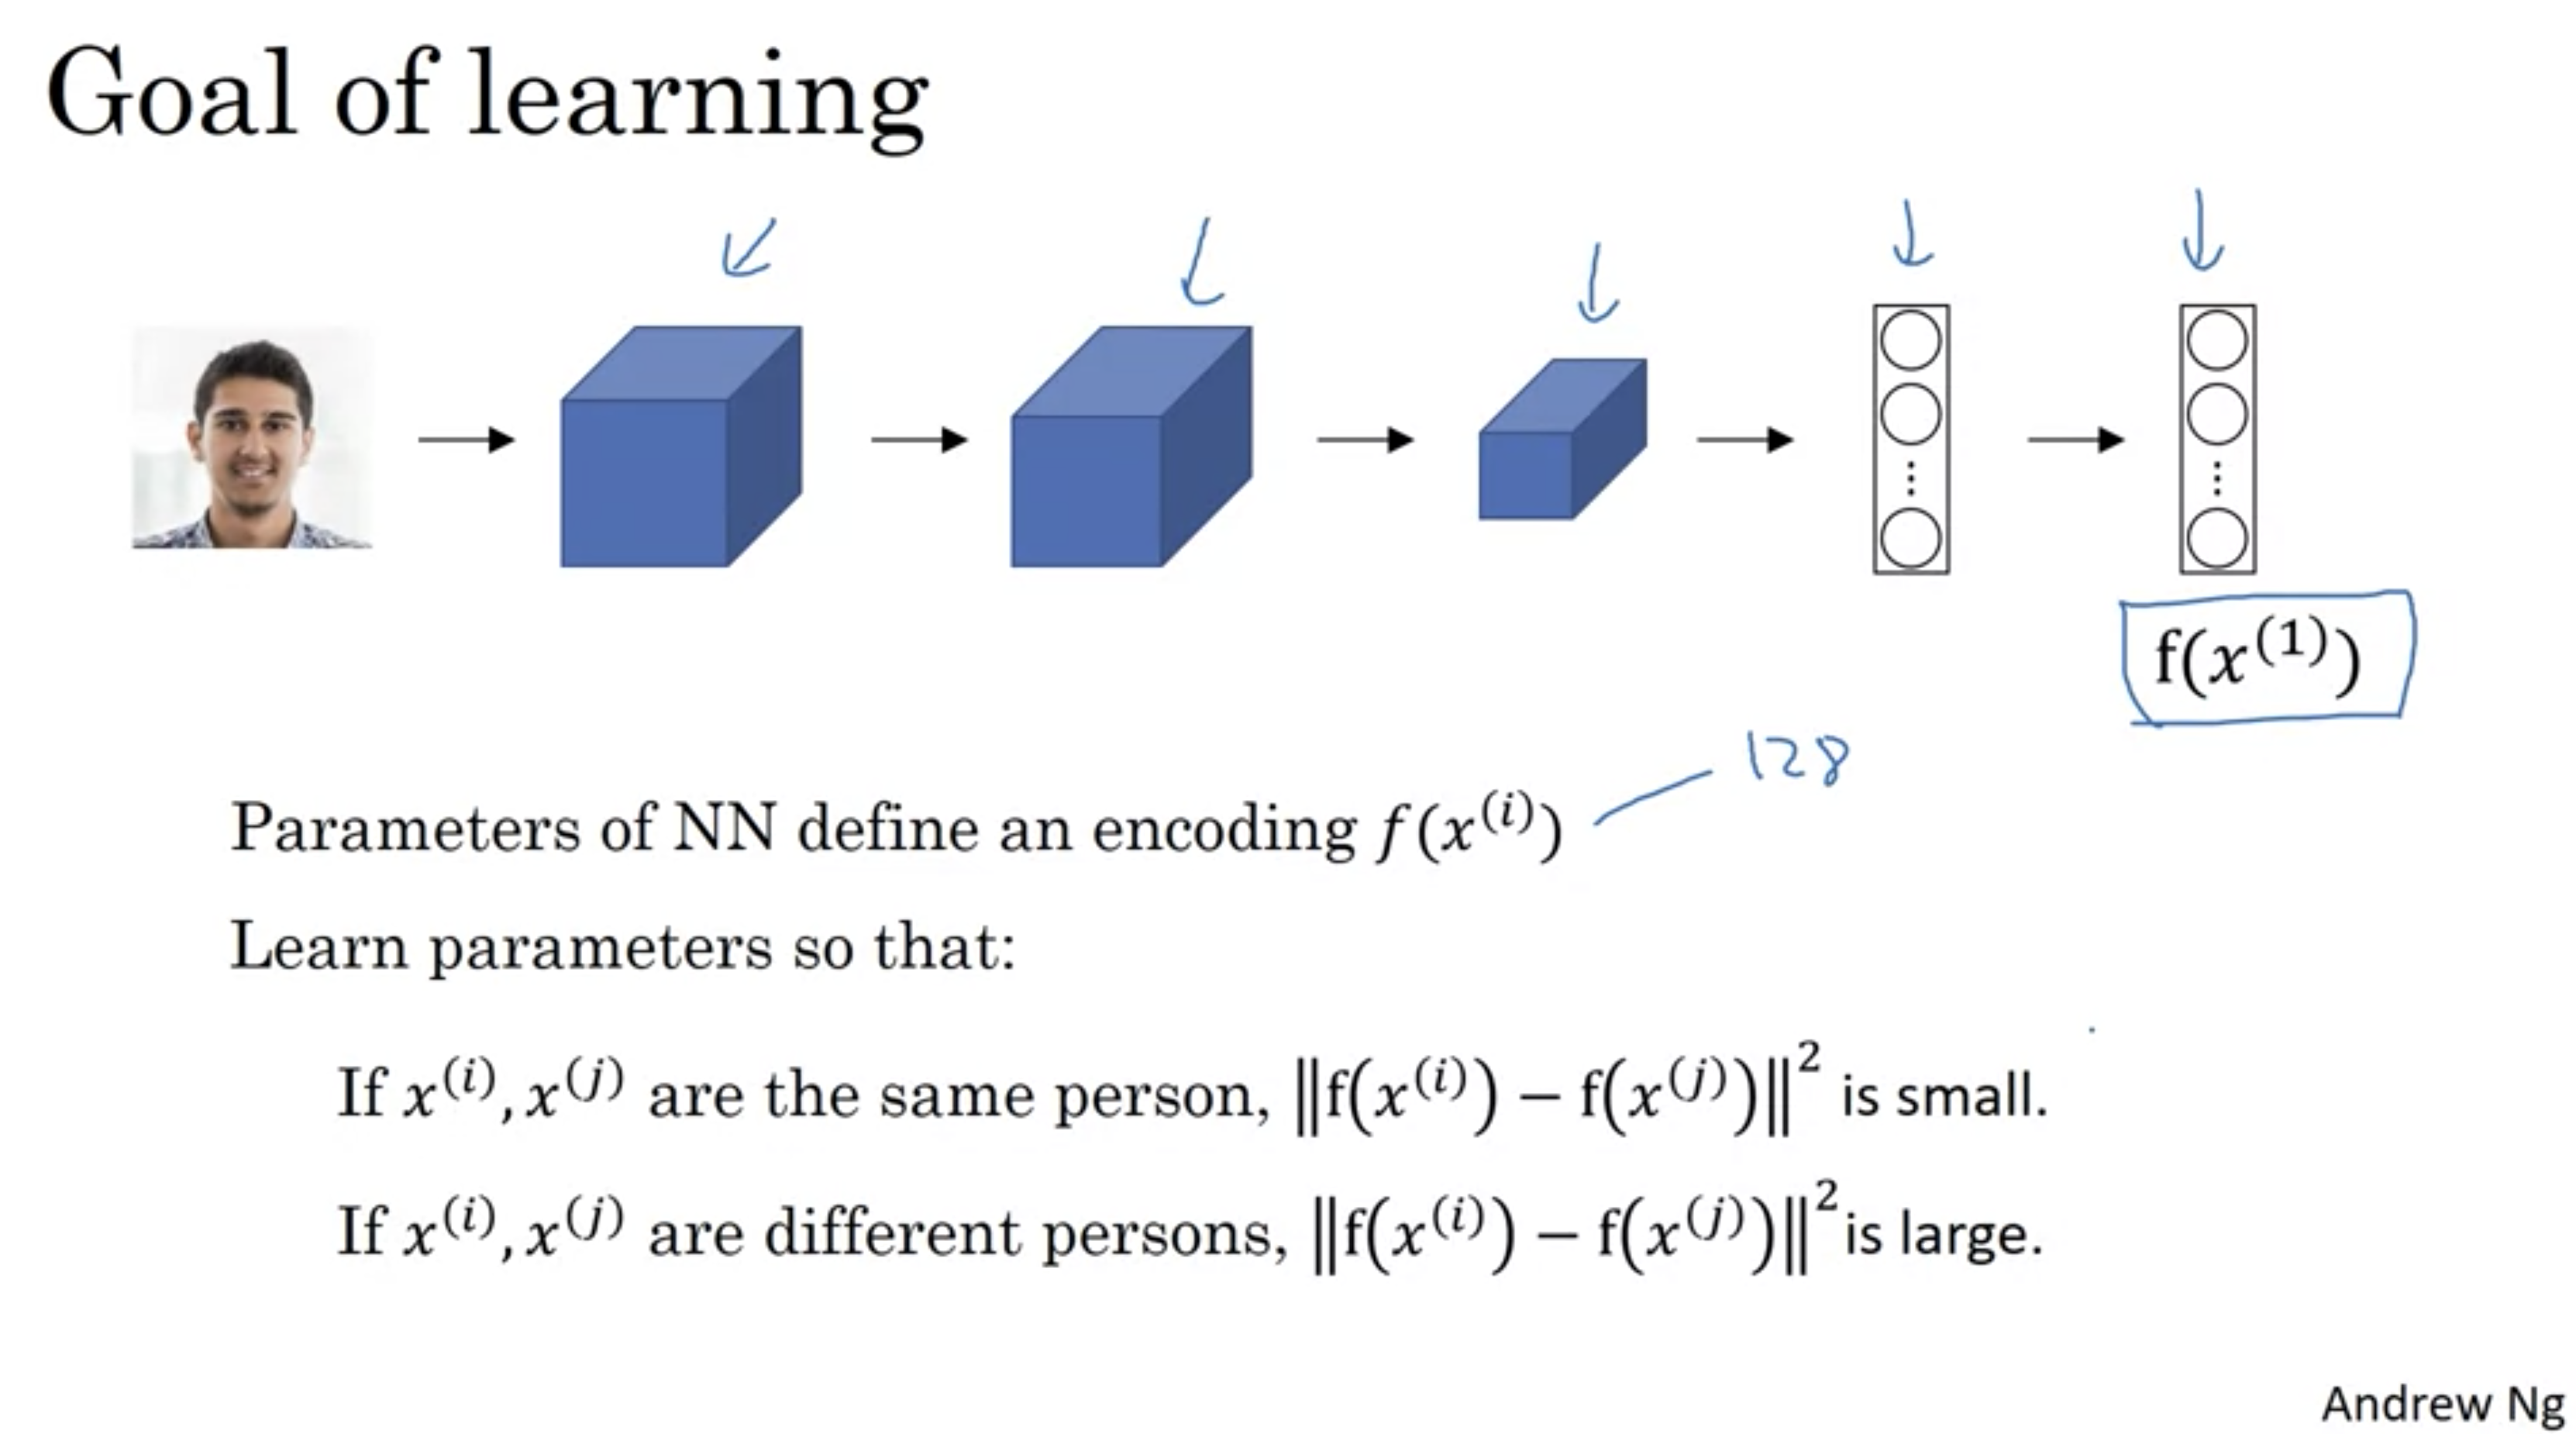 Goal of learning
f(x⁽¹⁾)
128
Parameters of NN define an encoding f(x⁽ⁱ⁾)
Learn parameters so that:
If x⁽ⁱ⁾, x⁽ʲ⁾ are the same person, ‖f(x⁽ⁱ⁾) − f(x⁽ʲ⁾)‖² is small.
If x⁽ⁱ⁾, x⁽ʲ⁾ are different persons, ‖f(x⁽ⁱ⁾) − f(x⁽ʲ⁾)‖² is large.
Andrew Ng